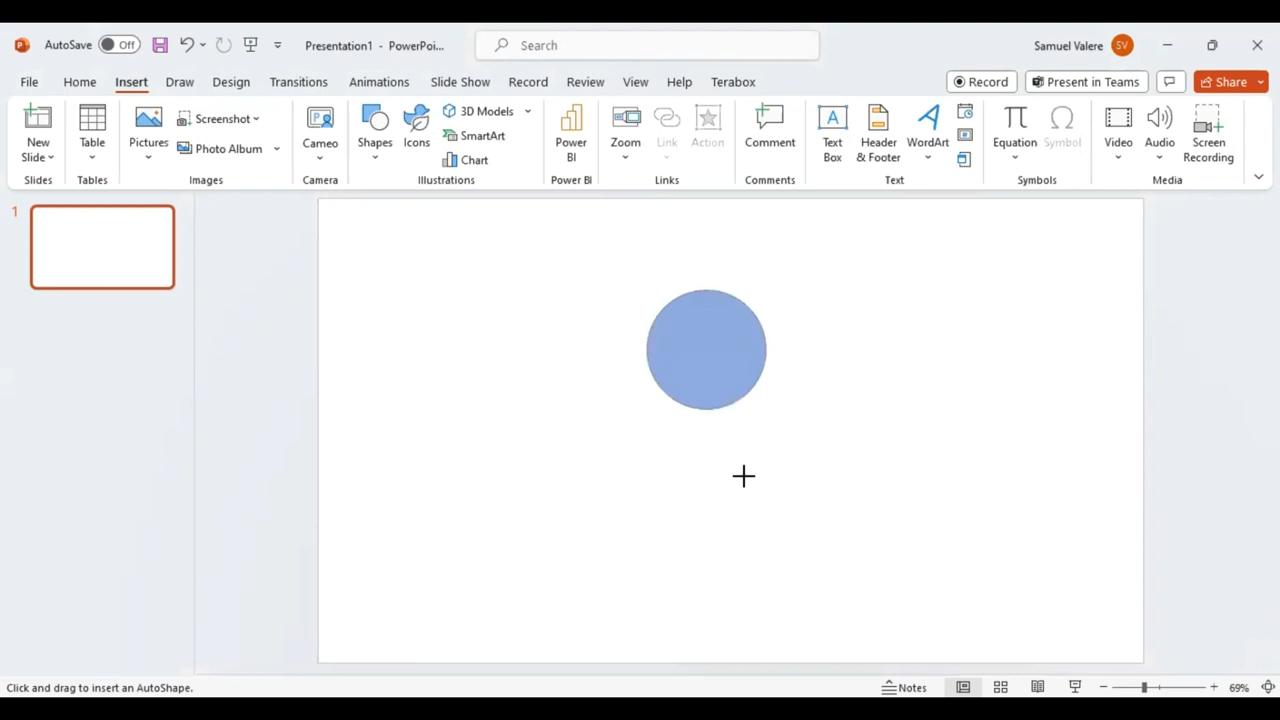 AutoSave Off Presentation1 - PowerPoi... Search Samuel Valere SV
File Home Insert Draw Design Transitions Animations Slide Show Record Review View Help Terabox Record Present in Teams Share
New Slide Table Pictures Screenshot Photo Album Cameo Shapes Icons 3D Models SmartArt Chart Power BI Zoom Link Action Comment Text Box Header & Footer WordArt Equation Symbol Video Audio Screen Recording
Slides Tables Images Camera Illustrations Power BI Links Comments Text Symbols Media
1
Click and drag to insert an AutoShape. Notes 69%